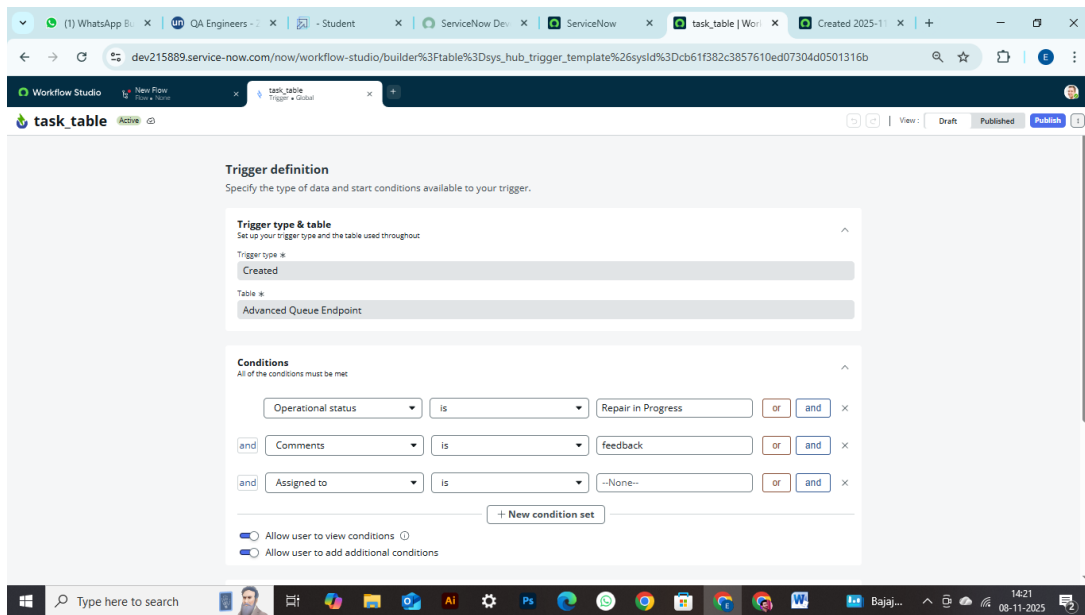 (1) WhatsApp Bu
QA Engineers - 2
- Student
ServiceNow Dev
ServiceNow
task_table | Wor
Created 2025-11
dev215889.service-now.com/now/workflow-studio/builder%3Ftable%3Dsys_hub_trigger_template%26sysId%3Dcb61f382c3857610ed07304d0501316b
E
Workflow Studio
New Flow
Flow • None
task_table
Trigger • Global
task_table
Active
View :
Draft
Published
Publish
Trigger definition
Specify the type of data and start conditions available to your trigger.
Trigger type & table
Set up your trigger type and the table used throughout
Trigger type *
Created
Table *
Advanced Queue Endpoint
Conditions
All of the conditions must be met
Operational status is Repair in Progress or and
and Comments is feedback or and
and Assigned to is --None-- or and
+ New condition set
Allow user to view conditions
Allow user to add additional conditions
Type here to search
Ai
Ps
W
Bajaj...
14:21
08-11-2025